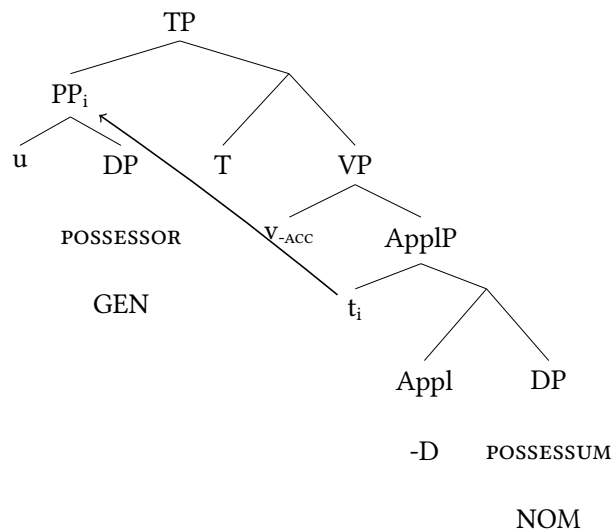 TP
PPi
u DP T VP
POSSESSOR v-ACC ApplP
GEN ti
Appl DP
-D POSSESSUM
NOM